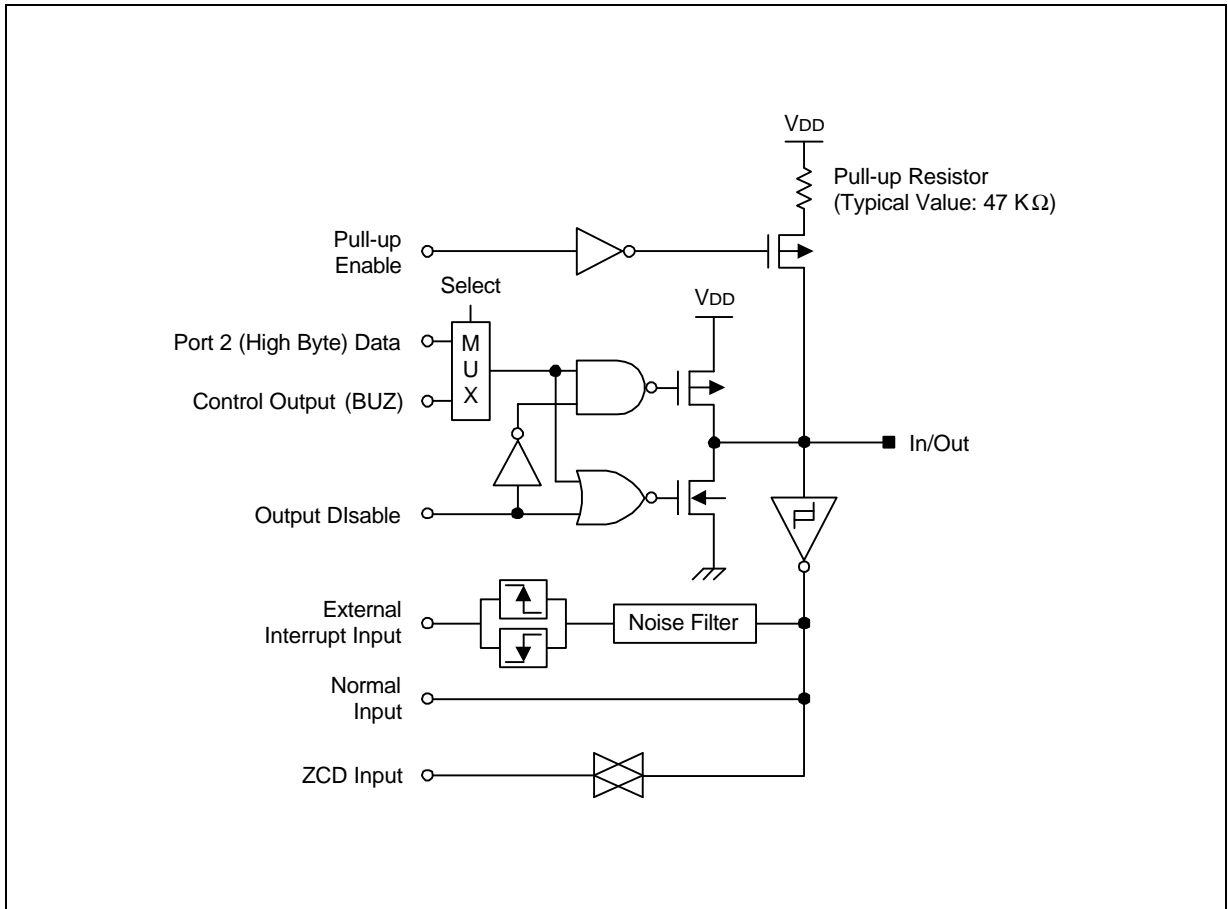 VDD
Pull-up Resistor
(Typical Value: 47 KΩ)
Pull-up
Enable
Select
VDD
Port 2 (High Byte) Data
M
U
X
Control Output (BUZ)
In/Out
Output DIsable
External
Interrupt Input
Noise Filter
Normal
Input
ZCD Input